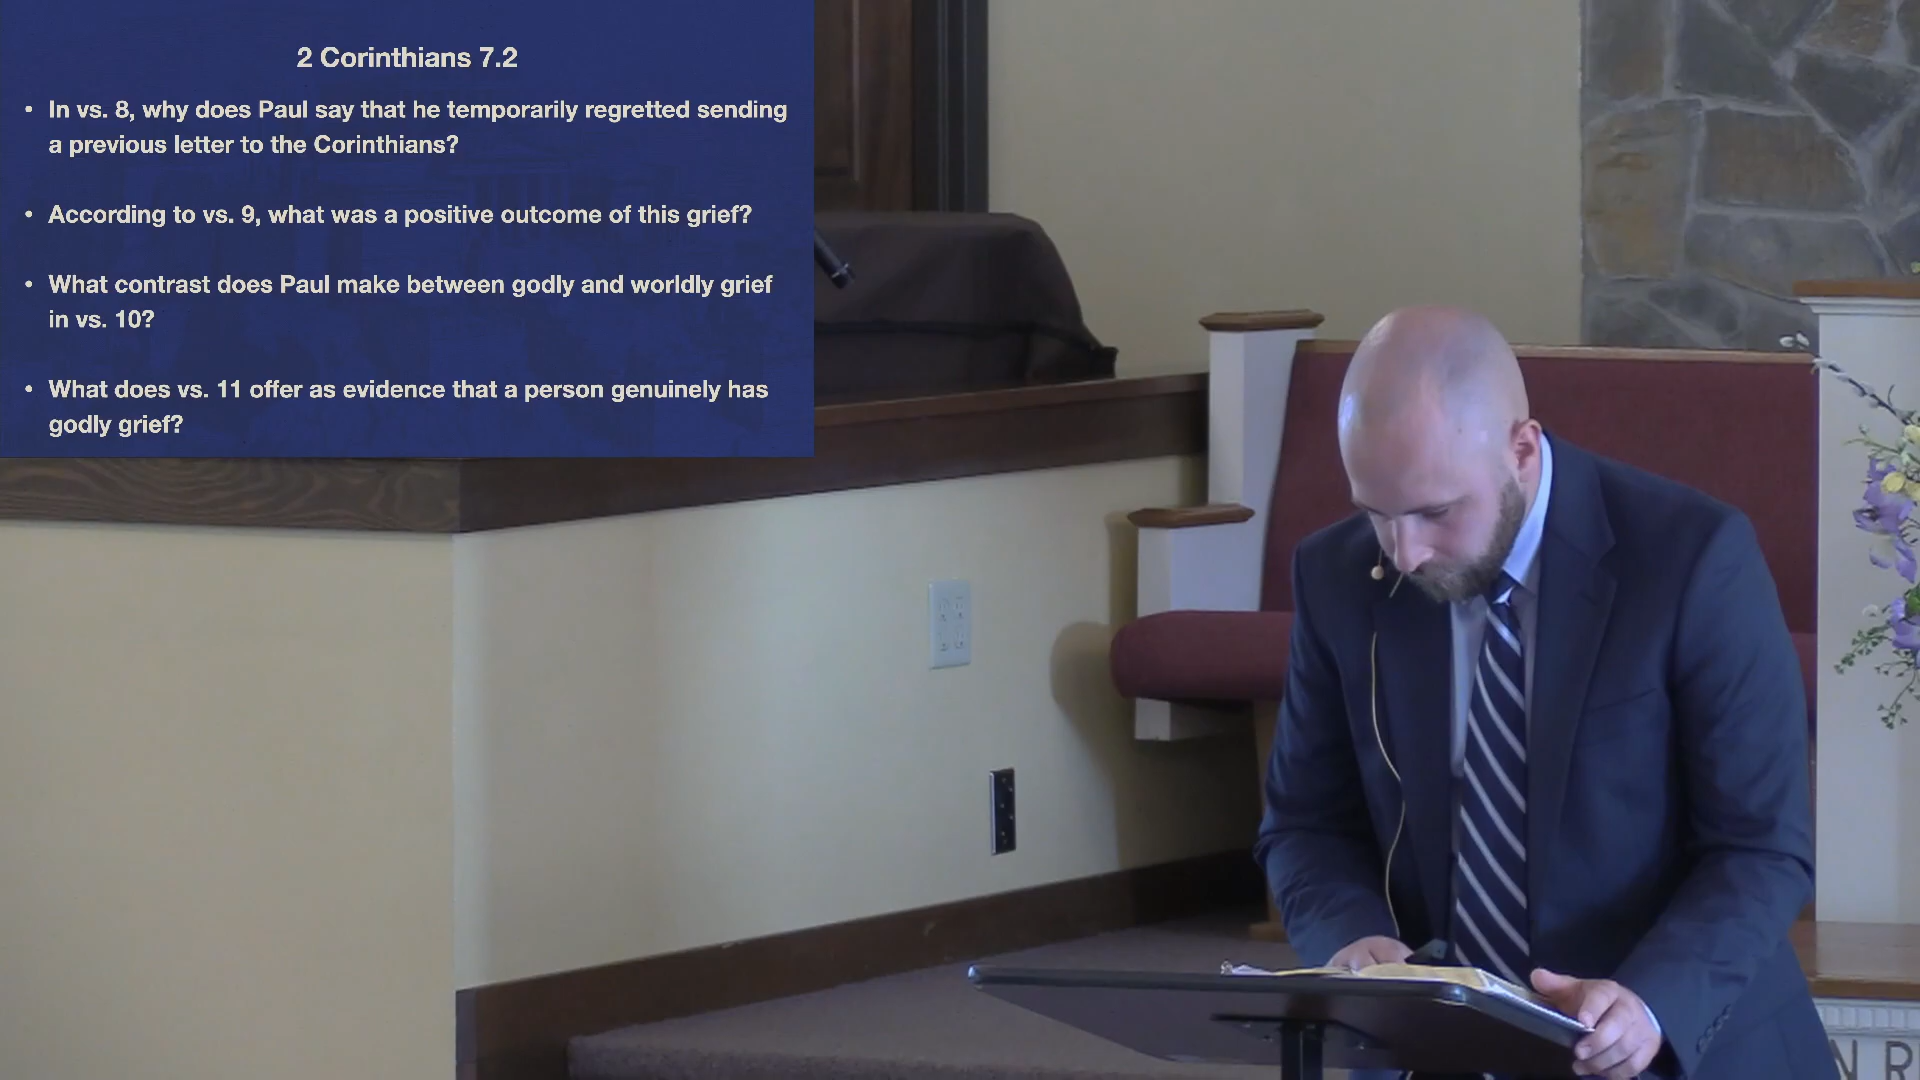 2 Corinthians 7.2
• In vs. 8, why does Paul say that he temporarily regretted sending
a previous letter to the Corinthians?
• According to vs. 9, what was a positive outcome of this grief?
• What contrast does Paul make between godly and worldly grief
in vs. 10?
• What does vs. 11 offer as evidence that a person genuinely has
godly grief?
N R